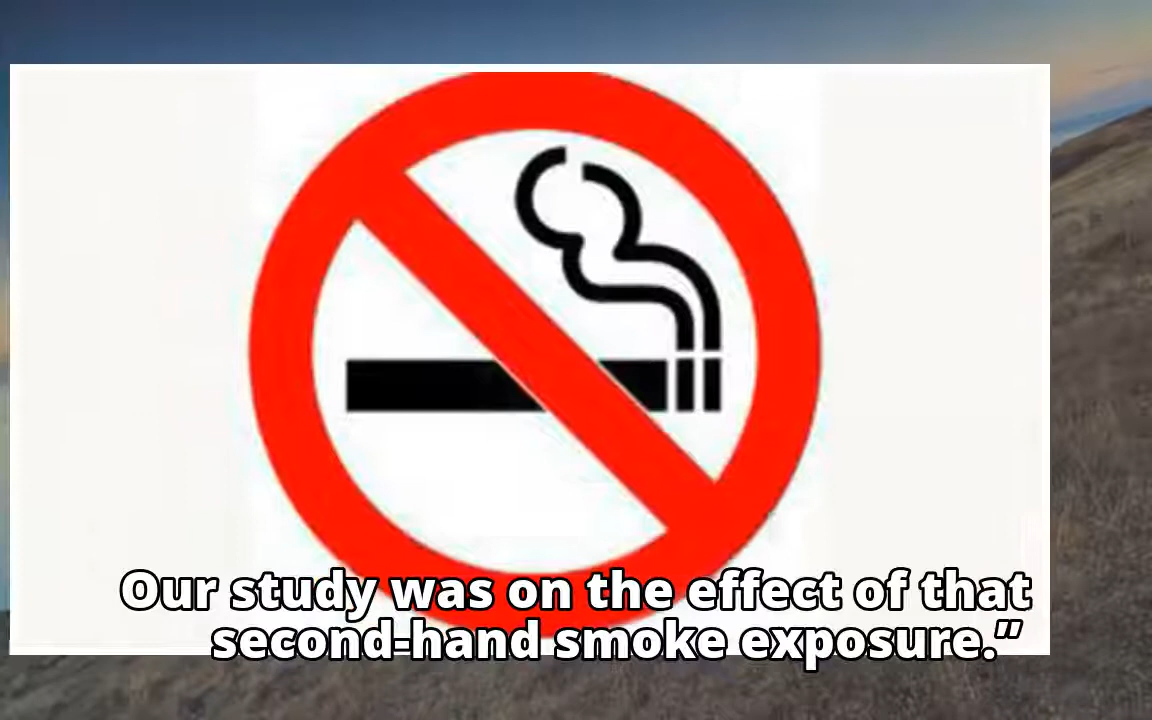 Our study was on the effect of that
second-hand smoke exposure.”